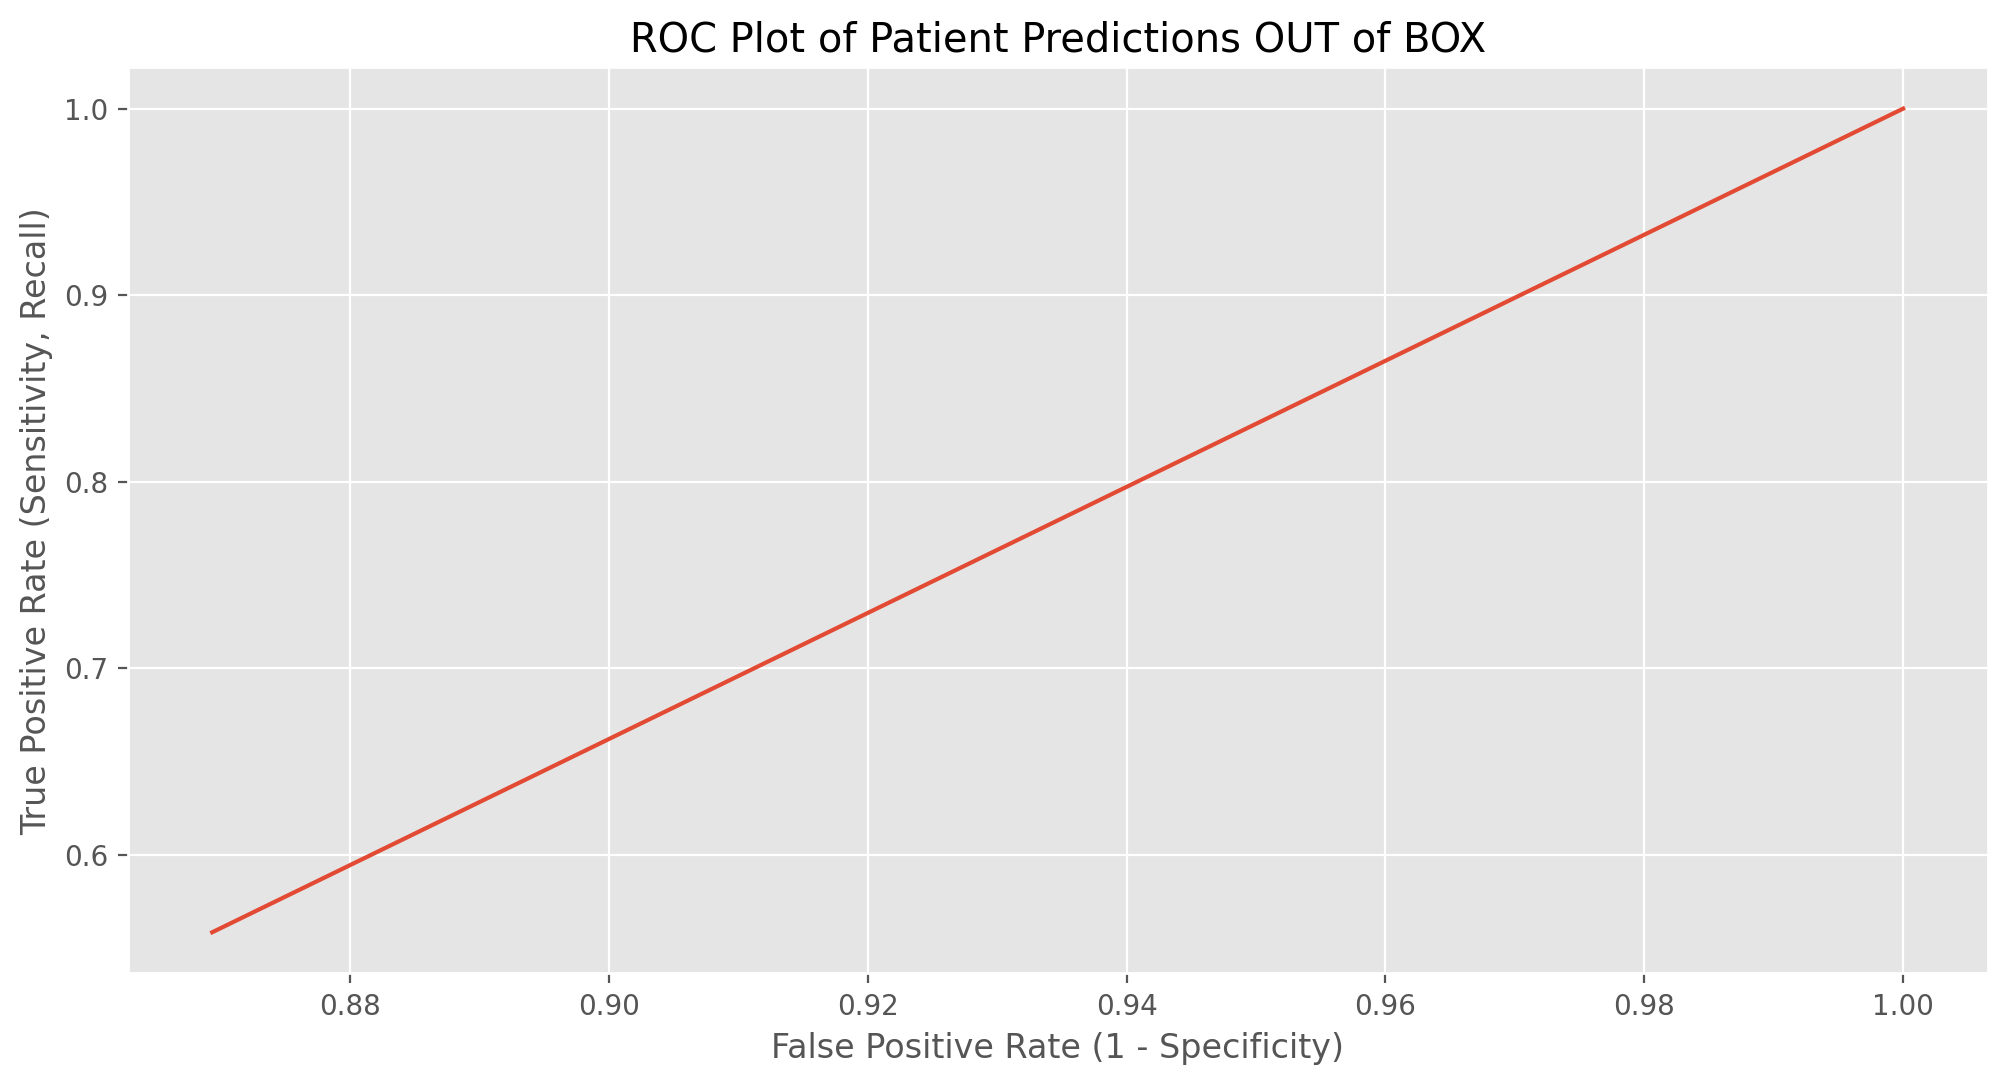 ROC Plot of Patient Predictions OUT of BOX
True Positive Rate (Sensitivity, Recall)
1.0
0.9
0.8
0.7
0.6
0.88 0.90 0.92 0.94 0.96 0.98 1.00
False Positive Rate (1 - Specificity)